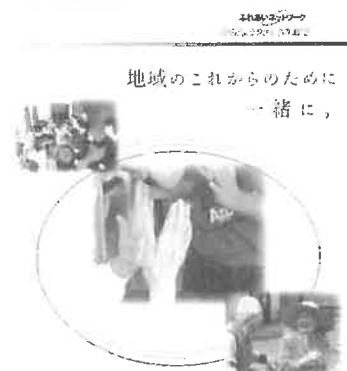 ふれあいネットワーク
地域のこれからのために
一緒に，